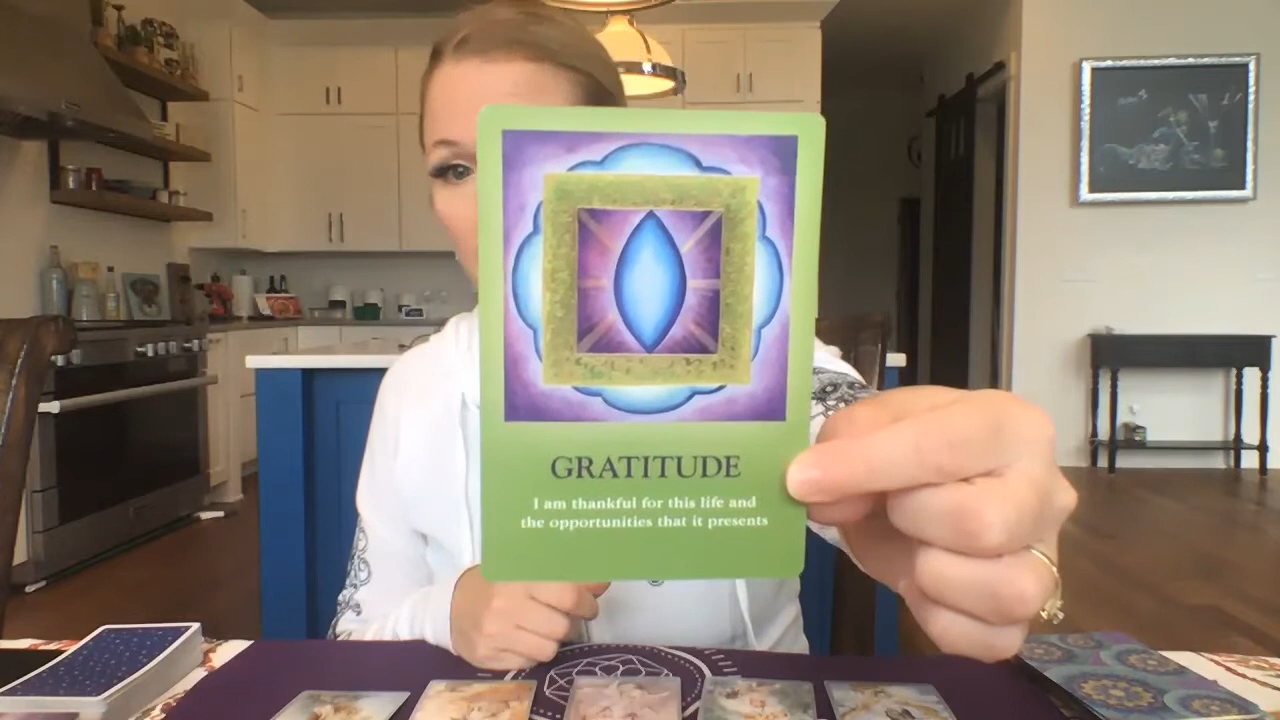 GRATITUDE
I am thankful for this life and
the opportunities that it presents